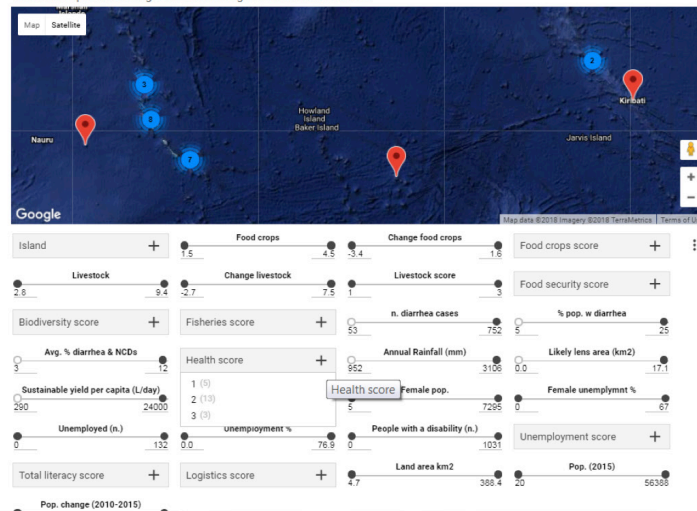 Map Satellite
3
2
Kiribati
8
Howland
Island
Baker Island
Nauru
Jarvis Island
7
+
−
Google
Map data ©2018 Imagery ©2018 TerraMetrics | Terms of U
Island +
Food crops
1.5 4.5
Change food crops
-3.4 1.6
Food crops score +
Livestock
2.8 9.4
Change livestock
-2.7 7.5
Livestock score
1 3
Food security score +
Biodiversity score +
Fisheries score +
n. diarrhea cases
53 752
% pop. w diarrhea
5 25
Avg. % diarrhea & NCDs
3 12
Health score +
1 (5)
2 (13)
3 (3)
Health score
Annual Rainfall (mm)
952 3106
Likely lens area (km2)
0.0 17.1
Sustainable yield per capita (L/day)
290 24000
Female pop.
5 7295
Female unemplymnt %
0 67
Unemployed (n.)
0 132
Unemployment %
0.0 76.9
People with a disability (n.)
0 1031
Unemployment score +
Total literacy score +
Logistics score +
Land area km2
4.7 388.4
Pop. (2015)
20 56388
Pop. change (2010-2015)